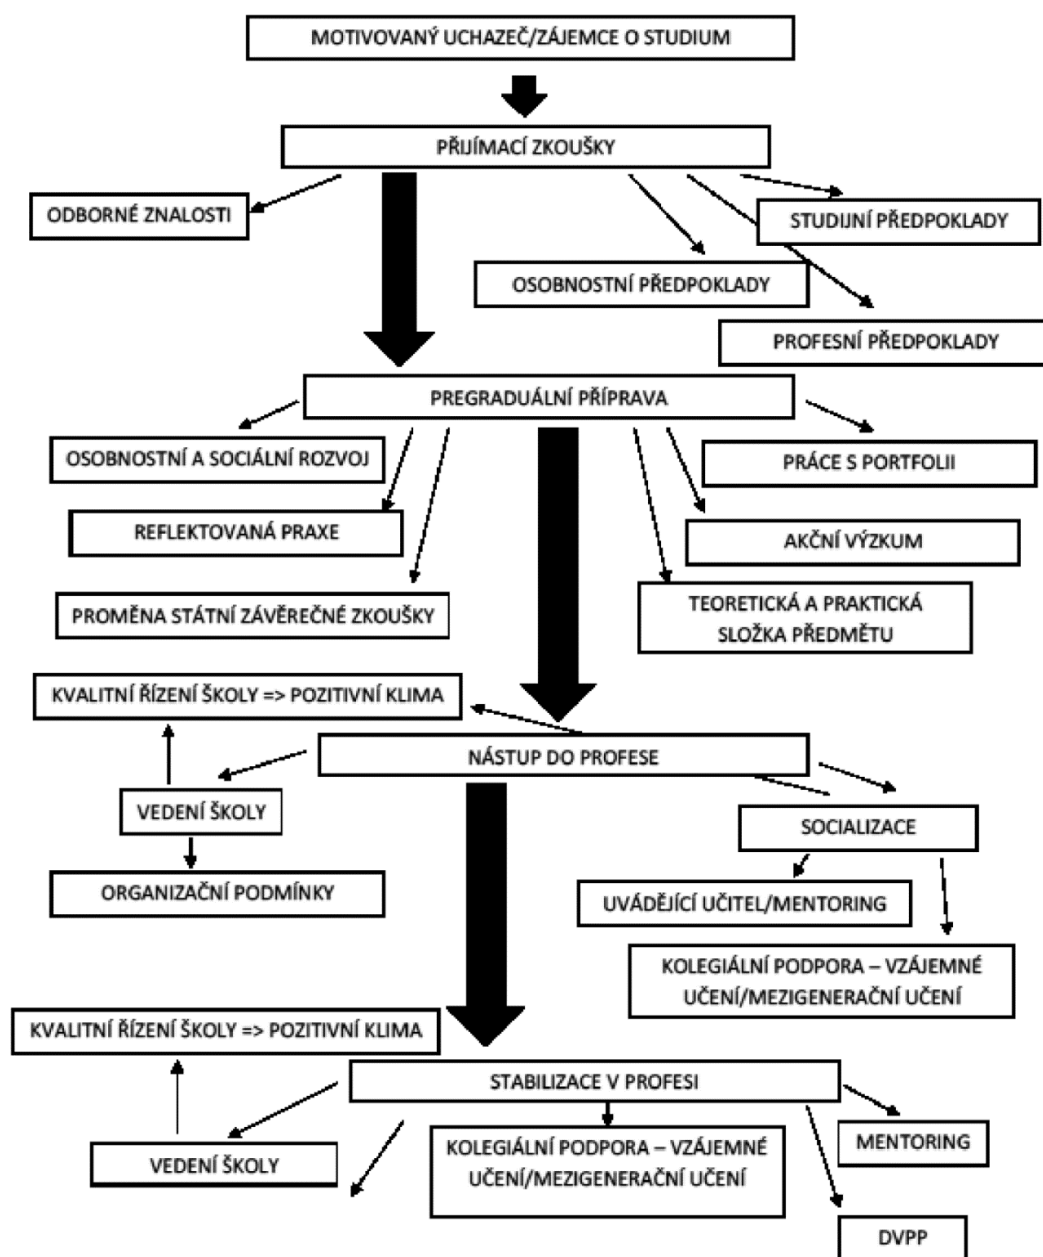 MOTIVOVANÝ UCHAZEČ/ZÁJEMCE O STUDIUM
PŘIJÍMACÍ ZKOUŠKY
ODBORNÉ ZNALOSTI
STUDIJNÍ PŘEDPOKLADY
OSOBNOSTNÍ PŘEDPOKLADY
PROFESNÍ PŘEDPOKLADY
PREGRADUÁLNÍ PŘÍPRAVA
OSOBNOSTNÍ A SOCIÁLNÍ ROZVOJ
PRÁCE S PORTFOLII
REFLEKTOVANÁ PRAXE
AKČNÍ VÝZKUM
PROMĚNA STÁTNÍ ZÁVĚREČNÉ ZKOUŠKY
TEORETICKÁ A PRAKTICKÁ
SLOŽKA PŘEDMĚTU
KVALITNÍ ŘÍZENÍ ŠKOLY => POZITIVNÍ KLIMA
NÁSTUP DO PROFESE
VEDENÍ ŠKOLY
SOCIALIZACE
ORGANIZAČNÍ PODMÍNKY
UVÁDĚJÍCÍ UČITEL/MENTORING
KOLEGIÁLNÍ PODPORA – VZÁJEMNÉ
UČENÍ/MEZIGENERAČNÍ UČENÍ
KVALITNÍ ŘÍZENÍ ŠKOLY => POZITIVNÍ KLIMA
STABILIZACE V PROFESI
VEDENÍ ŠKOLY
KOLEGIÁLNÍ PODPORA – VZÁJEMNÉ
UČENÍ/MEZIGENERAČNÍ UČENÍ
MENTORING
DVPP